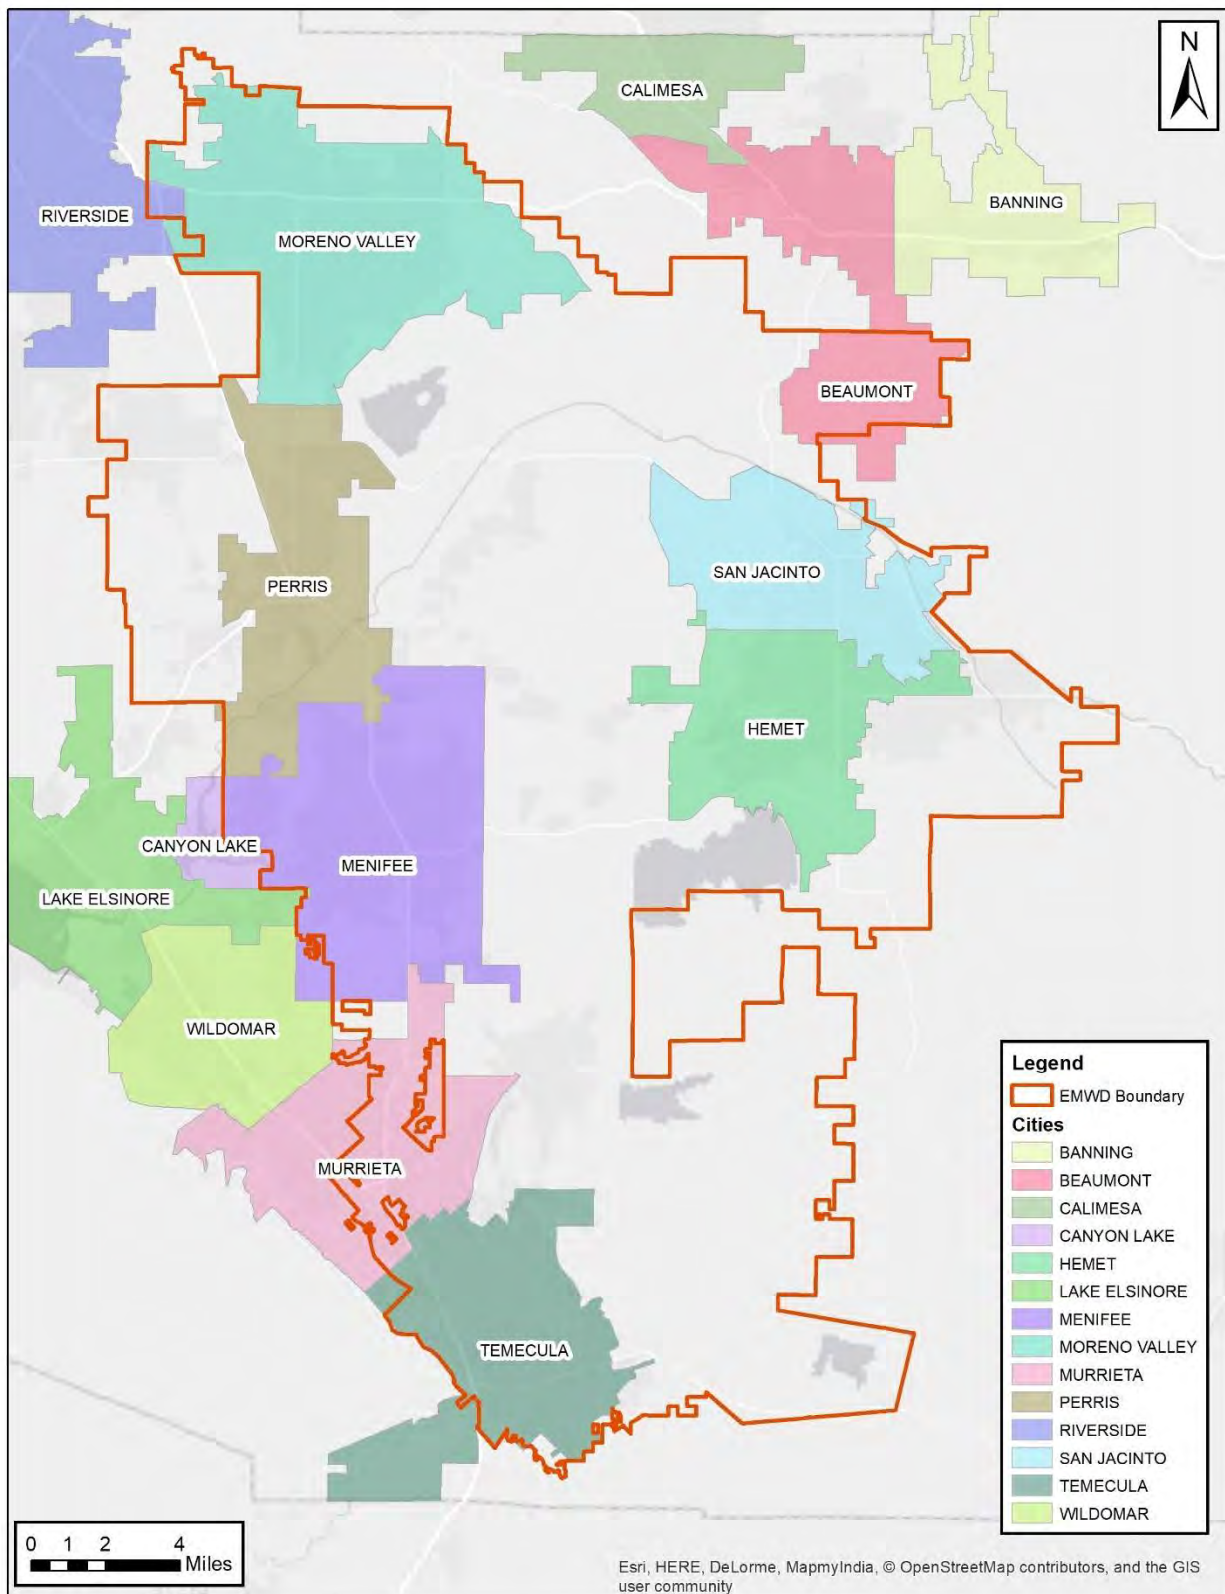 N
CALIMESA
RIVERSIDE
BANNING
MORENO VALLEY
BEAUMONT
SAN JACINTO
PERRIS
HEMET
CANYON LAKE
MENIFEE
LAKE ELSINORE
WILDOMAR
MURRIETA
TEMECULA
Legend
EMWD Boundary
Cities
BANNING
BEAUMONT
CALIMESA
CANYON LAKE
HEMET
LAKE ELSINORE
MENIFEE
MORENO VALLEY
MURRIETA
PERRIS
RIVERSIDE
SAN JACINTO
TEMECULA
WILDOMAR
0 1 2 4
Miles
Esri, HERE, DeLorme, MapmyIndia, © OpenStreetMap contributors, and the GIS
user community